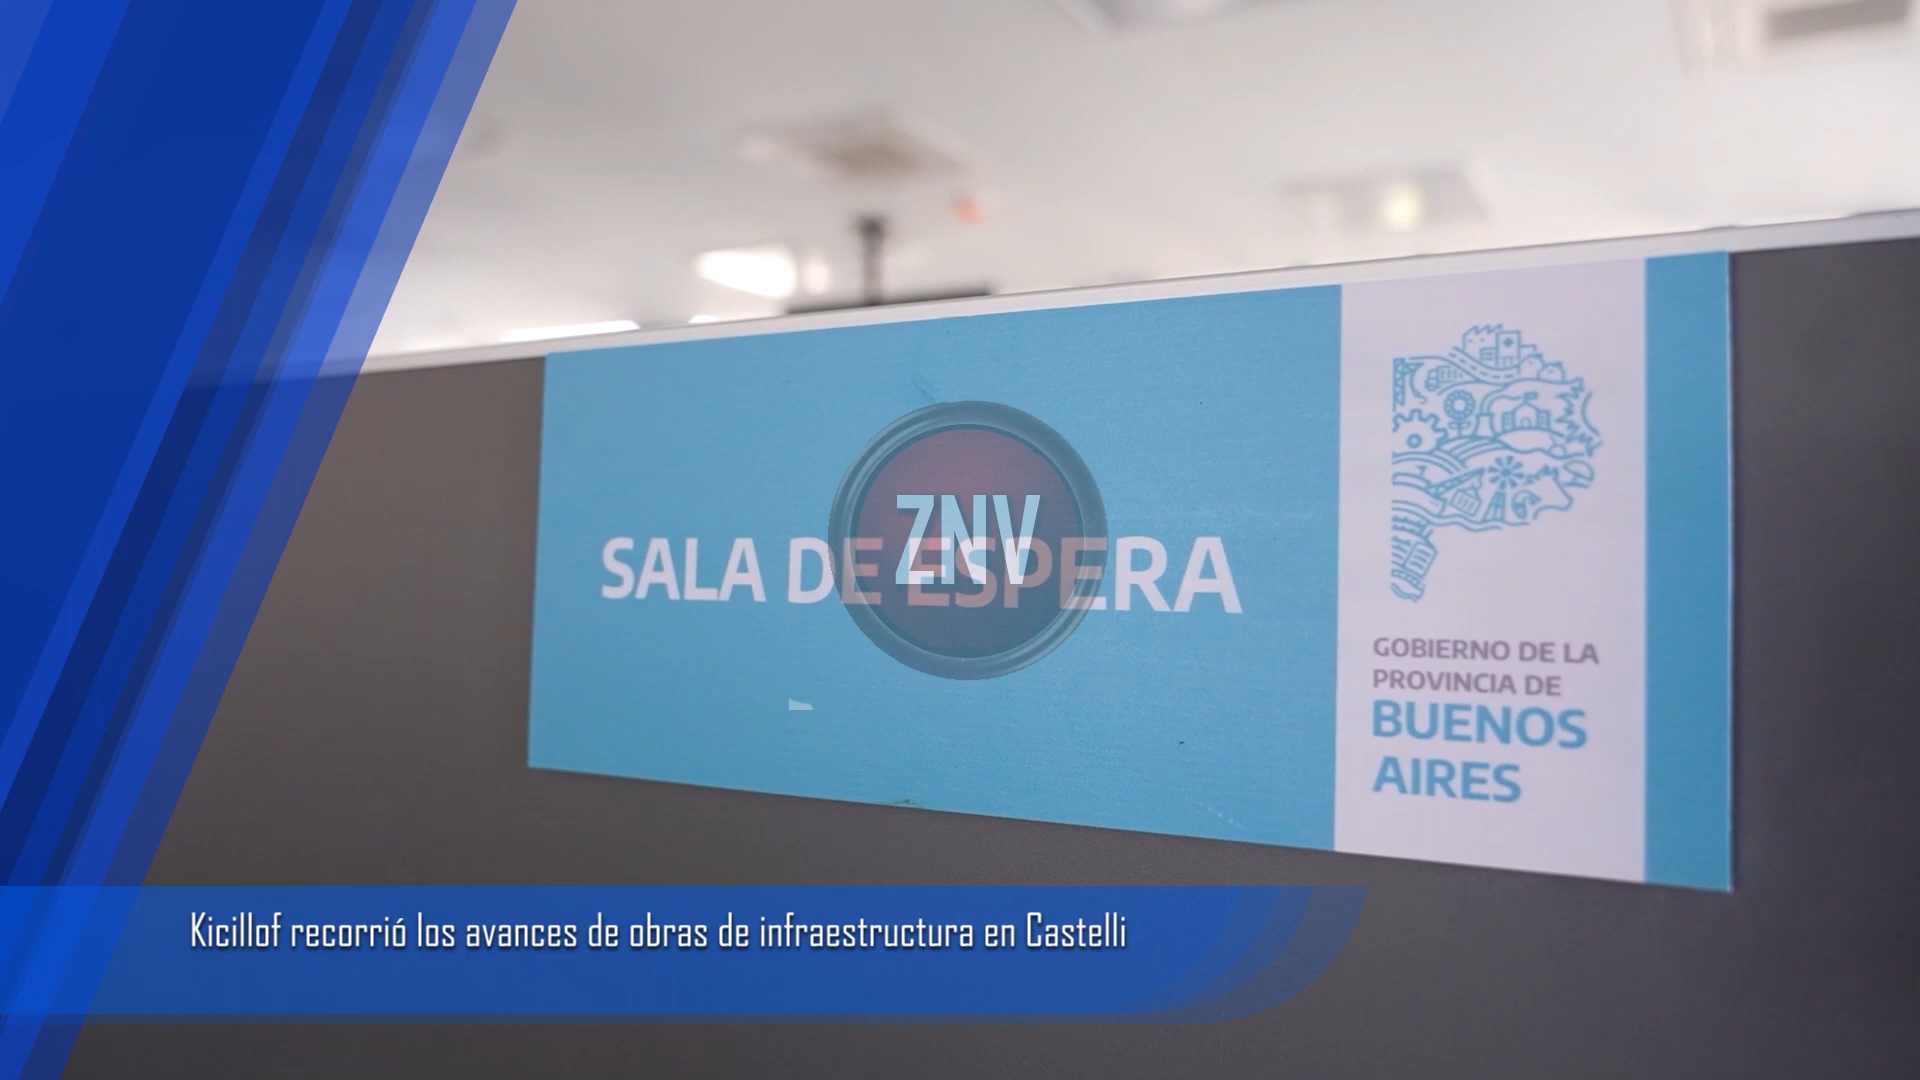 SALA DE ESPERA
ZNV
GOBIERNO DE LA
PROVINCIA DE
BUENOS
AIRES
Kicillof recorrió los avances de obras de infraestructura en Castelli